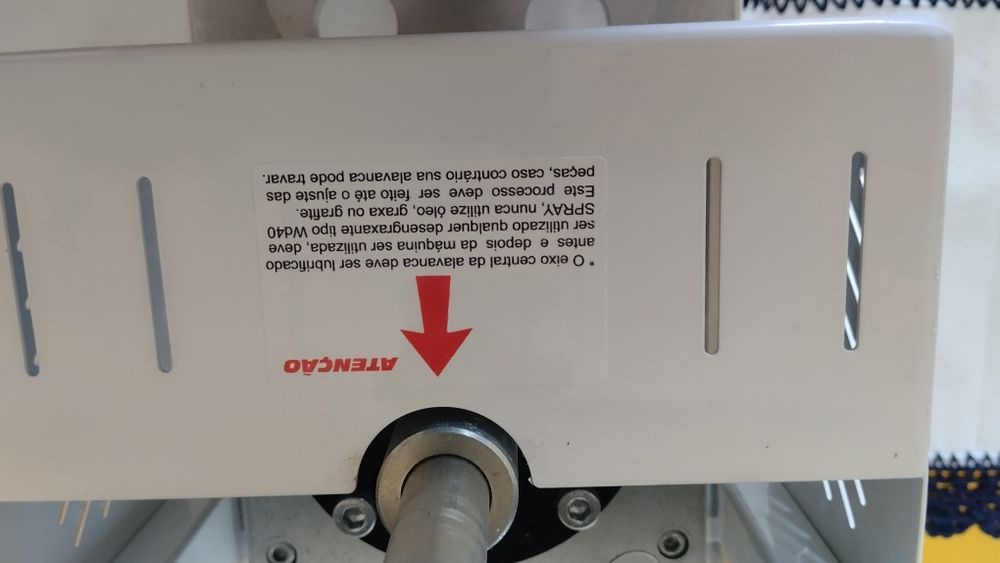 ATENÇÃO
* O eixo central da alavanca deve ser lubrificado
antes e depois da máquina ser utilizada, deve
ser utilizado qualquer desengraxante tipo Wd40
SPRAY, nunca utilize óleo, graxa ou grafite.
Este processo deve ser feito até o ajuste das
peças, caso contrário sua alavanca pode travar.